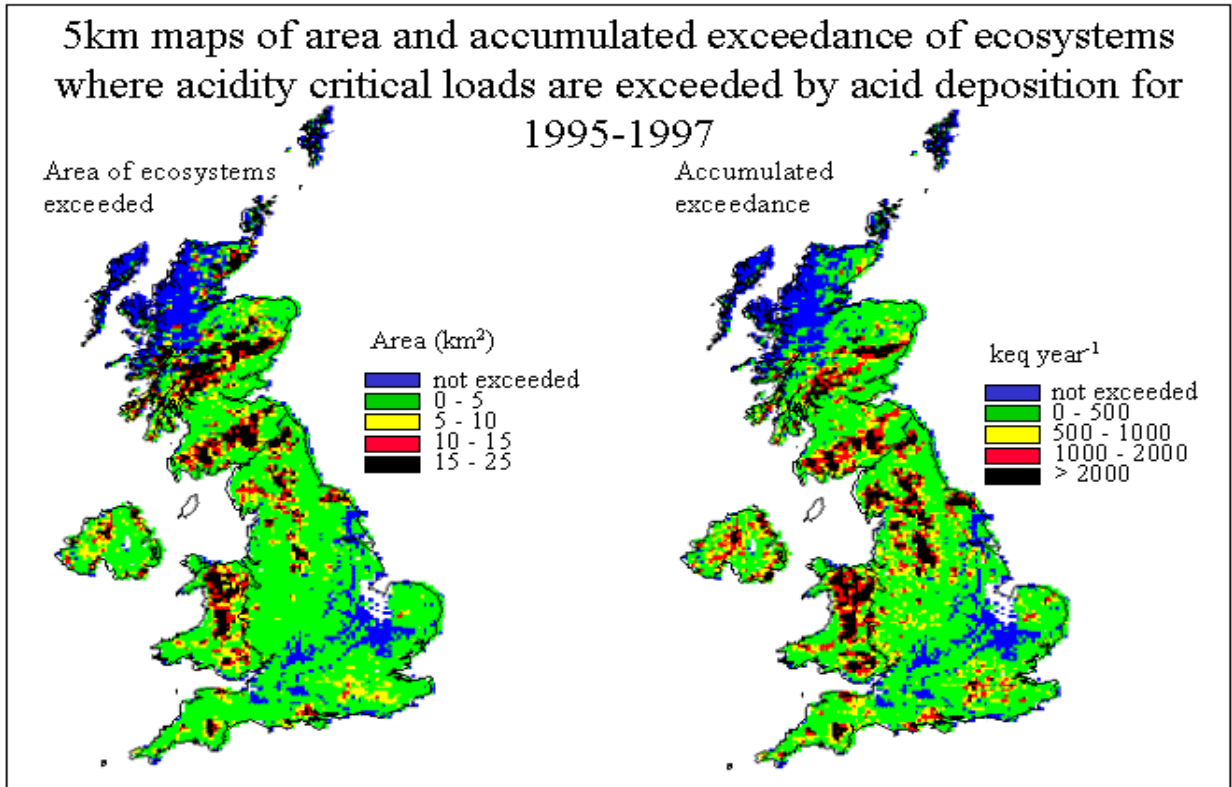 5km maps of area and accumulated exceedance of ecosystems
where acidity critical loads are exceeded by acid deposition for
1995-1997
Area of ecosystems
exceeded
Area (km²)
not exceeded
0 - 5
5 - 10
10 - 15
15 - 25
Accumulated
exceedance
keq year⁻¹
not exceeded
0 - 500
500 - 1000
1000 - 2000
> 2000